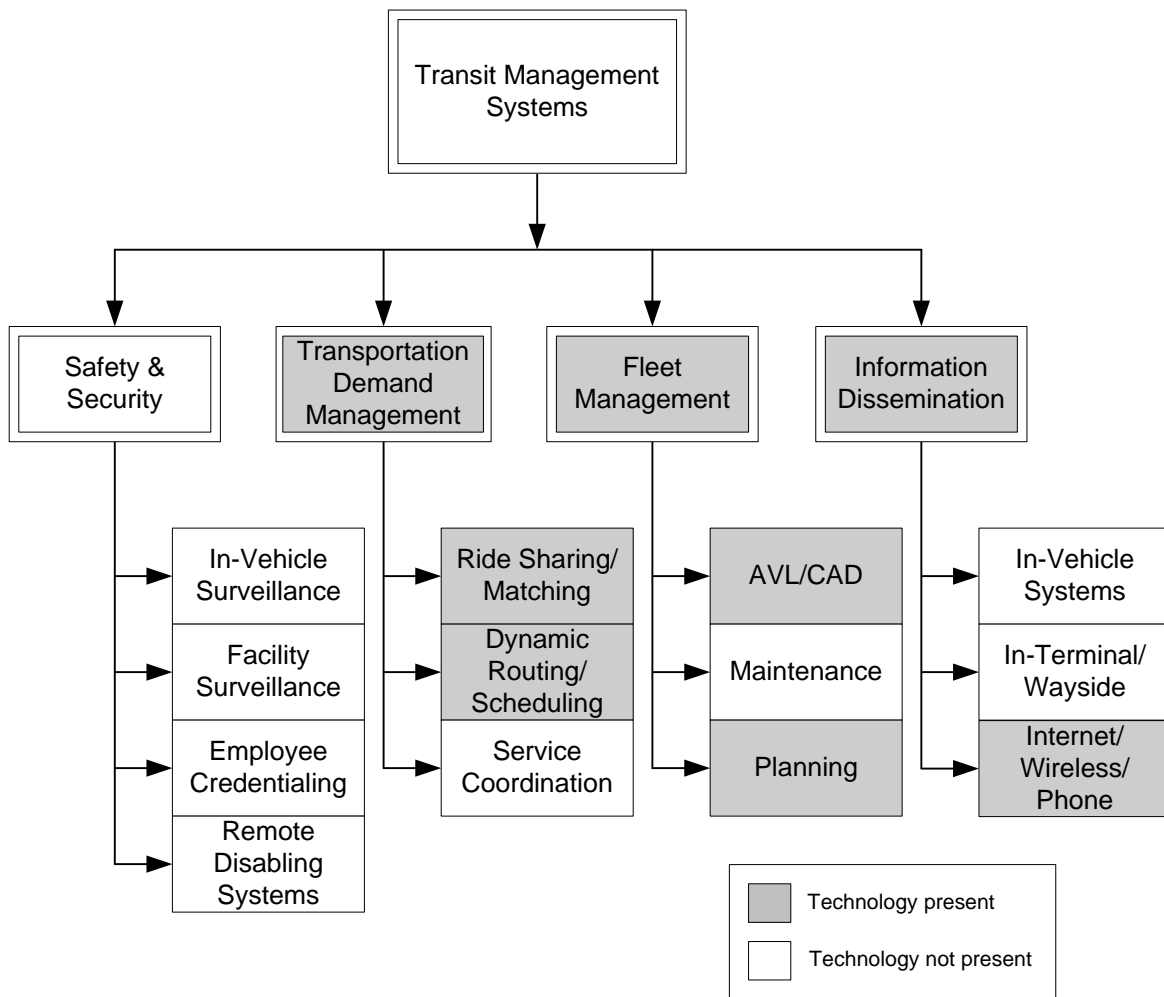 Transit Management
Systems
Safety &
Security
Transportation
Demand
Management
Fleet
Management
Information
Dissemination
In-Vehicle
Surveillance
Facility
Surveillance
Employee
Credentialing
Remote
Disabling
Systems
Ride Sharing/
Matching
Dynamic
Routing/
Scheduling
Service
Coordination
AVL/CAD
Maintenance
Planning
In-Vehicle
Systems
In-Terminal/
Wayside
Internet/
Wireless/
Phone
Technology present
Technology not present